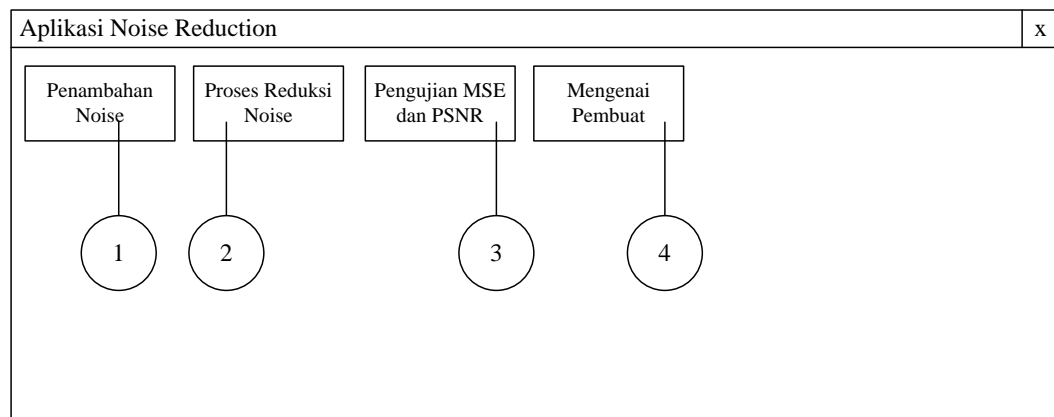 Aplikasi Noise Reduction
x
Penambahan
Noise
Proses Reduksi
Noise
Pengujian MSE
dan PSNR
Mengenai
Pembuat
1
2
3
4